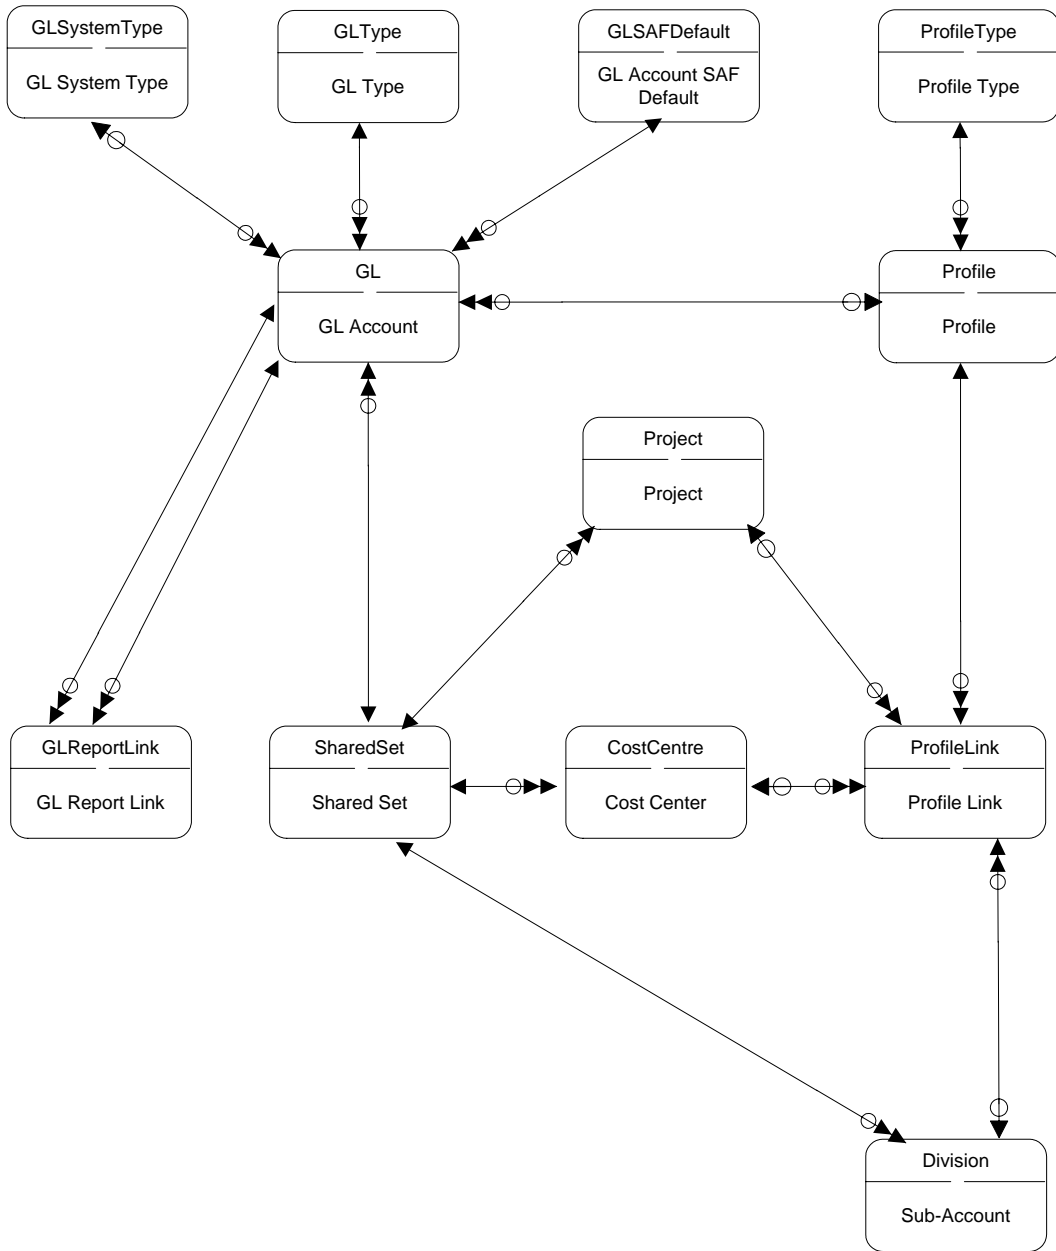 GLSystemType
GL System Type
GLType
GL Type
GLSAFDefault
GL Account SAF
Default
ProfileType
Profile Type
GL
GL Account
Profile
Profile
Project
Project
GLReportLink
GL Report Link
SharedSet
Shared Set
CostCentre
Cost Center
ProfileLink
Profile Link
Division
Sub-Account